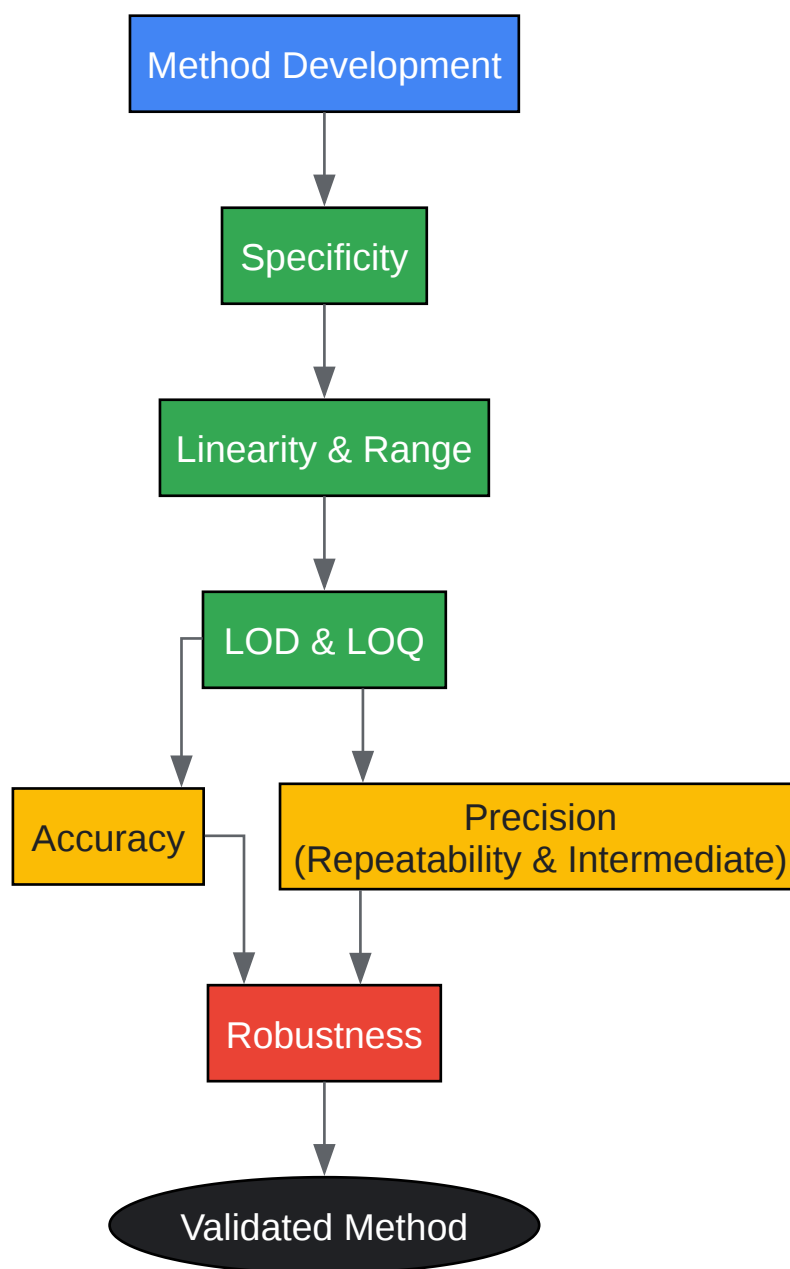 Method Development
Specificity
Linearity & Range
LOD & LOQ
Accuracy
Precision
(Repeatability & Intermediate)
Robustness
Validated Method